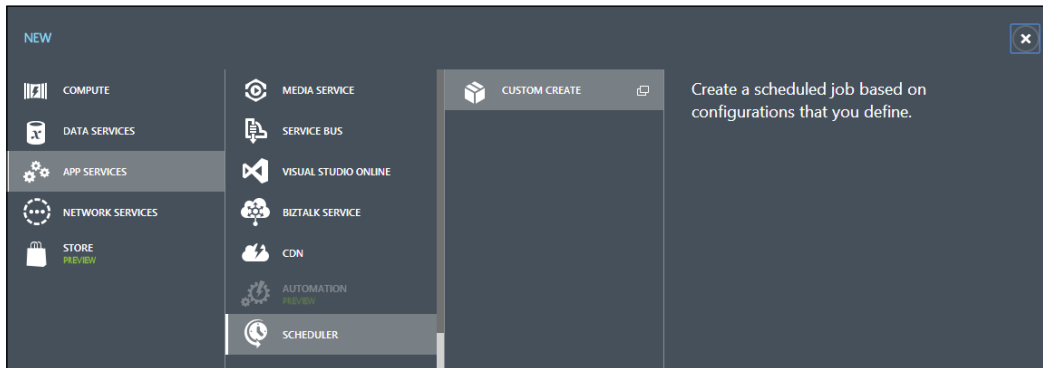 NEW
COMPUTE
DATA SERVICES
APP SERVICES
NETWORK SERVICES
STORE
PREVIEW
MEDIA SERVICE
SERVICE BUS
VISUAL STUDIO ONLINE
BIZTALK SERVICE
CDN
AUTOMATION
PREVIEW
SCHEDULER
CUSTOM CREATE
Create a scheduled job based on
configurations that you define.